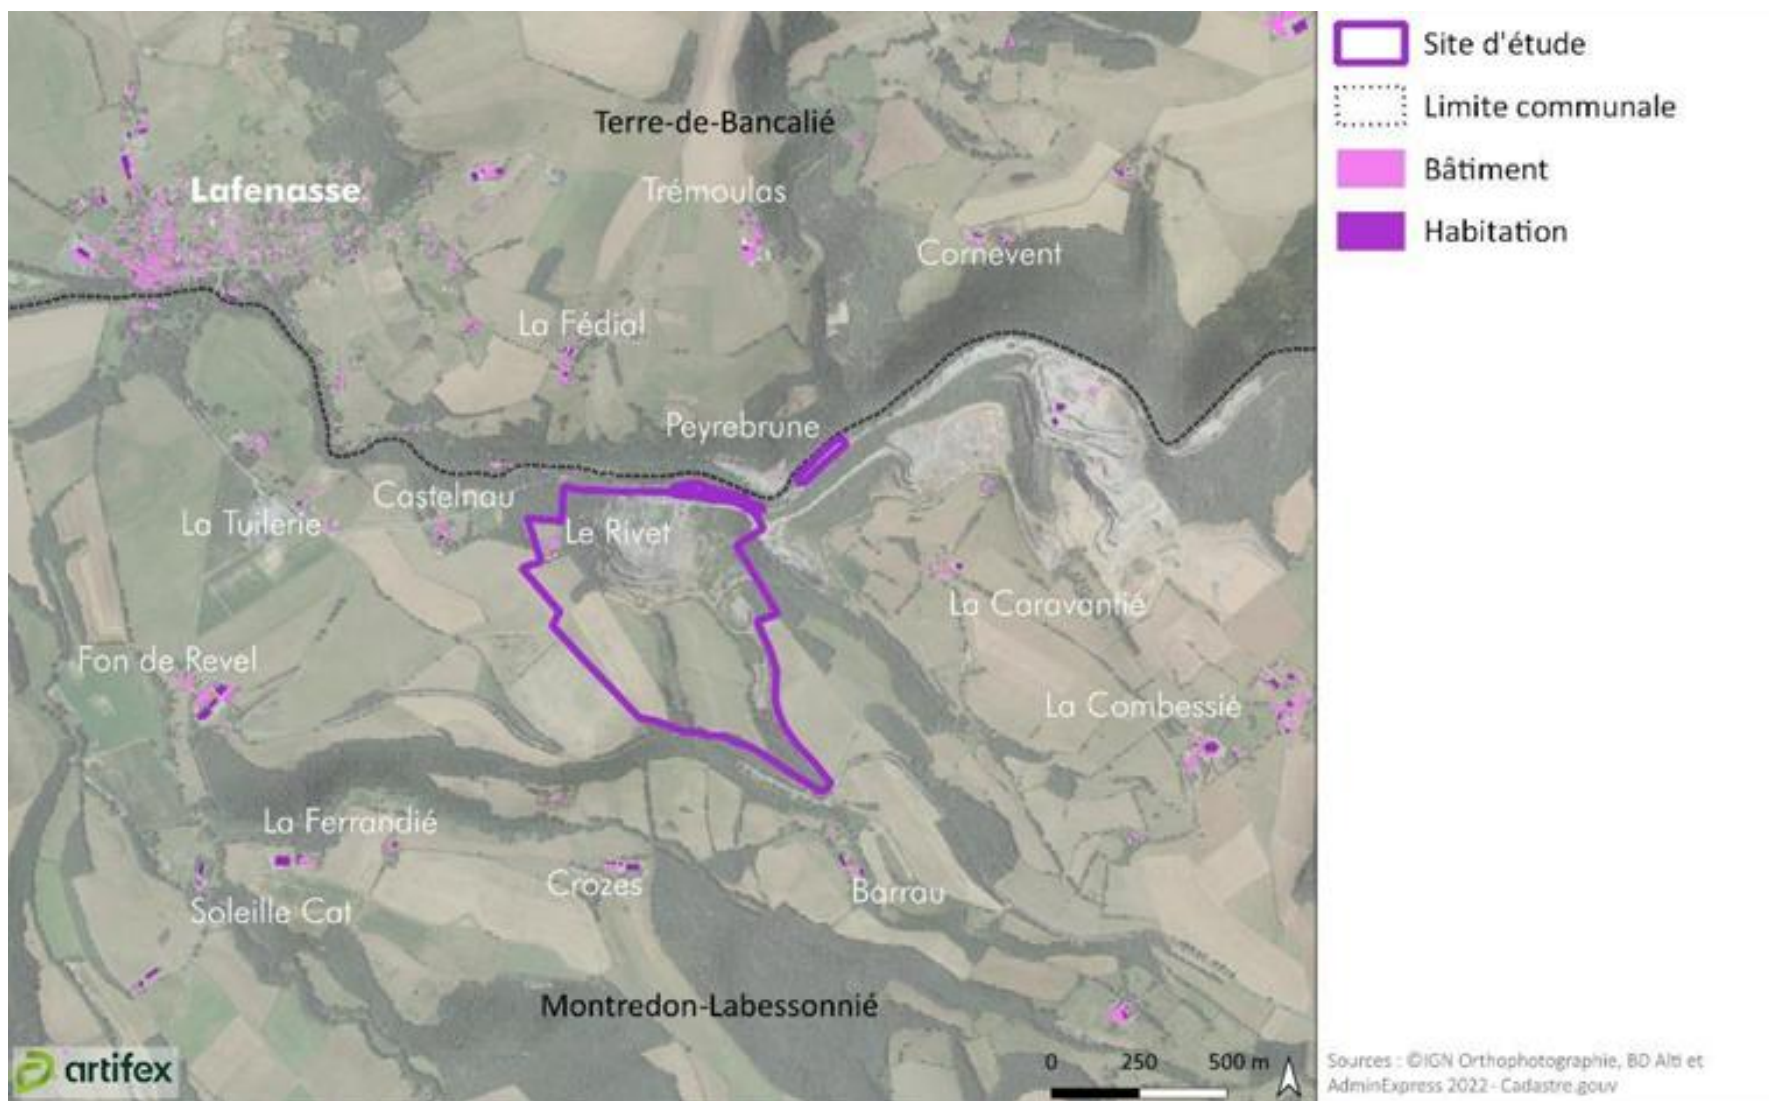 Site d'étude
Limite communale
Bâtiment
Habitation
Terre-de-Bancalié
Lafenasse
Trémoulas
Cornevent
La Fédial
Peyrebrune
Castelnau
La Tuilerie
Le Rivet
La Caravantié
Fon de Revel
La Combessié
La Ferrandié
Crozes
Barrau
Soleille Cat
Montredon-Labessonnié
artifex
0 250 500 m
Sources : ©IGN Orthophotographie, BD Alti et
AdminExpress 2022 - Cadastre.gouv